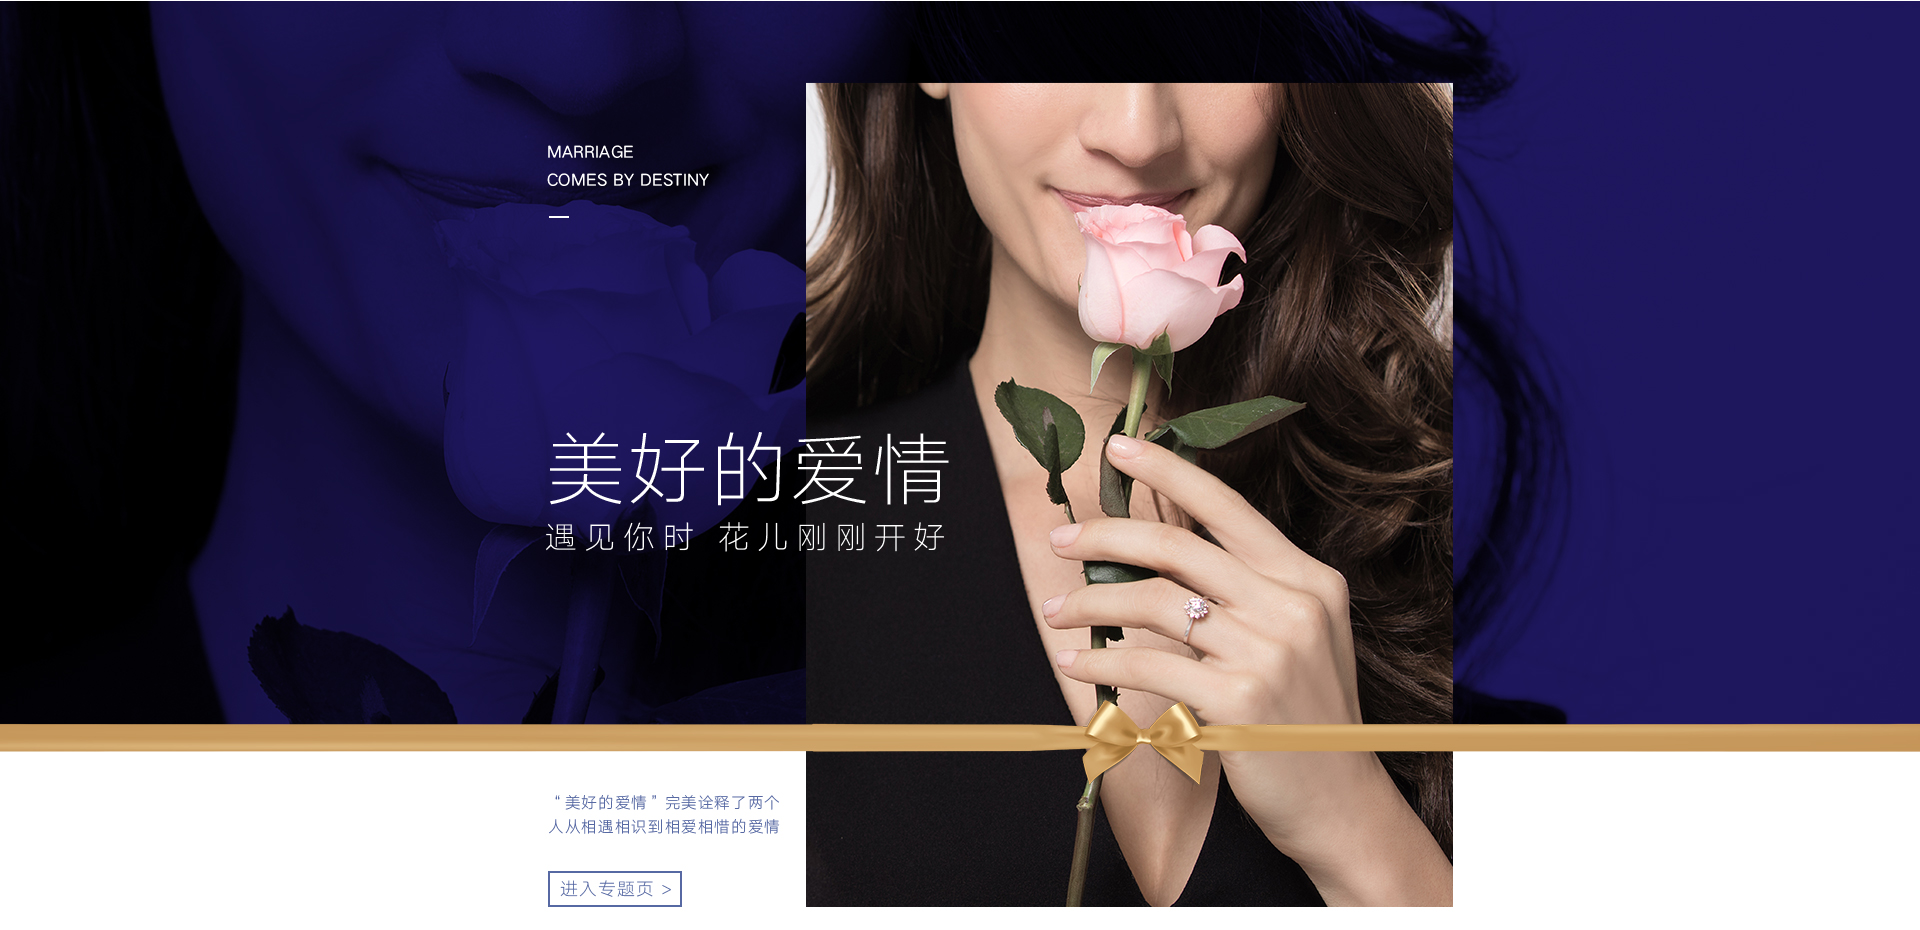 MARRIAGE
COMES BY DESTINY
美好的爱情
遇见你时 花儿刚刚开好
“美好的爱情”完美诠释了两个
人从相遇相识到相爱相惜的爱情
进入专题页 >